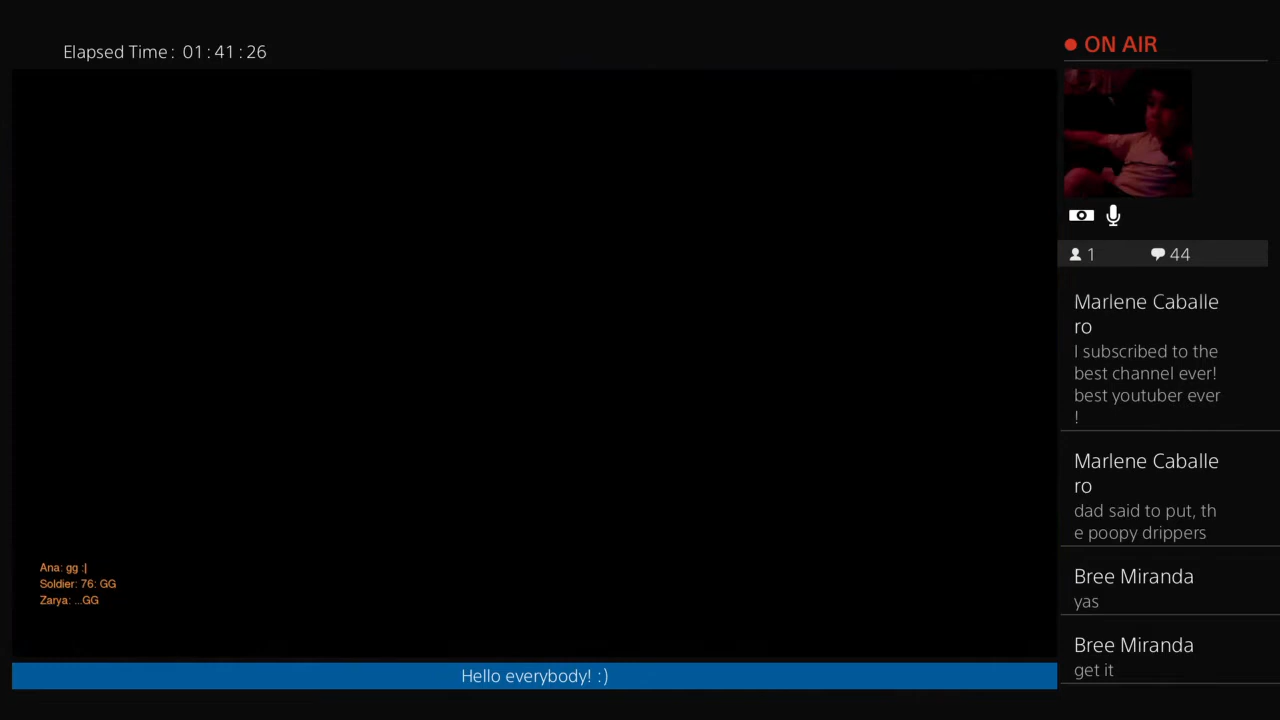 Elapsed Time: 01:41:26
ON AIR
1
44
Marlene Caballe
ro
I subscribed to the
best channel ever!
best youtuber ever
!
Marlene Caballe
ro
dad said to put, th
e poopy drippers
Bree Miranda
yas
Bree Miranda
get it
Ana: gg :|
Soldier: 76: GG
Zarya: ...GG
Hello everybody! :)